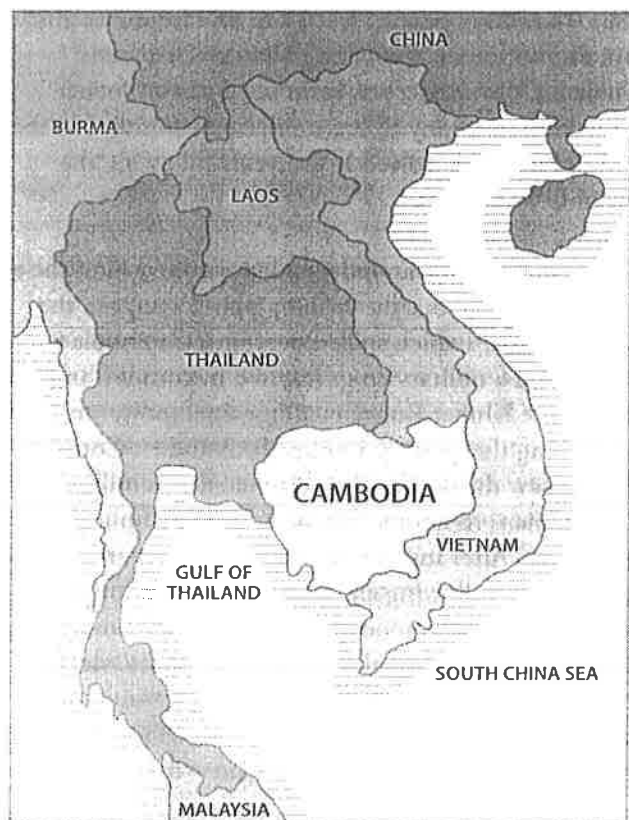 CHINA
BURMA
LAOS
THAILAND
CAMBODIA
VIETNAM
GULF OF
THAILAND
SOUTH CHINA SEA
MALAYSIA